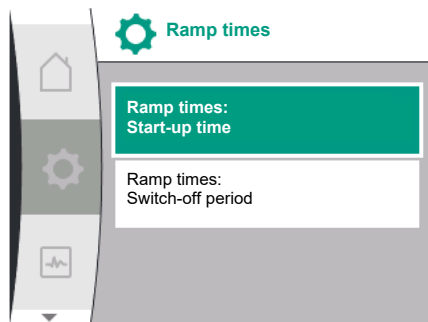 Ramp times
Ramp times:
Start-up time
Ramp times:
Switch-off period